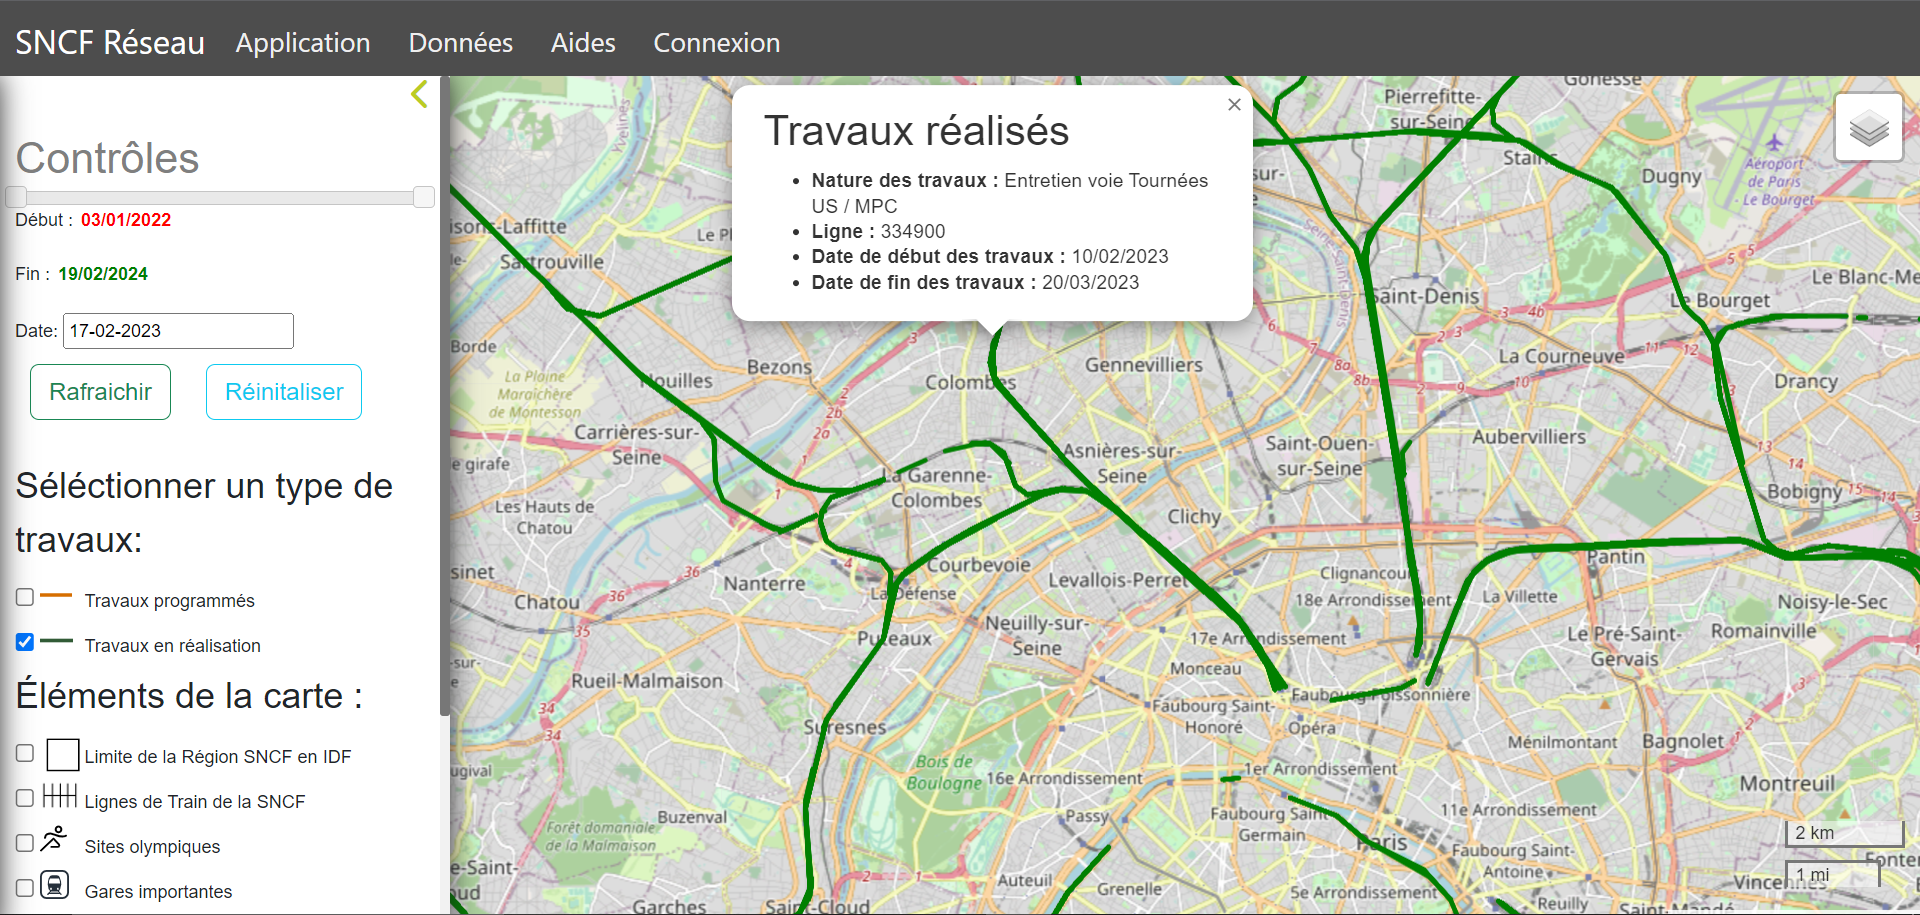 SNCF Réseau Application Données Aides Connexion
Contrôles
Début : 03/01/2022
Fin : 19/02/2024
Date: 17-02-2023
Rafraichir Réinitaliser
Séléctionner un type de
travaux:
Travaux programmés
Travaux en réalisation
Éléments de la carte :
Limite de la Région SNCF en IDF
Lignes de Train de la SNCF
Sites olympiques
Gares importantes
×
Travaux réalisés
Nature des travaux : Entretien voie Tournées
US / MPC
Ligne : 334900
Date de début des travaux : 10/02/2023
Date de fin des travaux : 20/03/2023
Yvelines
Gonesse
Pierrefitte-
sur-Seine
Stains
Dugny
Aéroport
de Paris
Le Bourget
Sartrouville
Seine-Saint-Denis
Saint-Denis
Le Bourget
La Courneuve
Drancy
Bezons
Houilles
La Plaine
Maraîchère
de Montesson
Colombes
Gennevilliers
Carrières-sur-
Seine
Asnières-sur-
Seine
Saint-Ouen-
sur-Seine
Aubervilliers
Bobigny
La Garenne-
Colombes
Les Hauts de
Chatou
Clichy
Pantin
Courbevoie
Nanterre
La Défense
Levallois-Perret
Clignancourt
18e Arrondissement
La Villette
Chatou
Noisy-le-Sec
Puteaux
Neuilly-sur-
Seine
17e Arrondissement
Le Pré-Saint-
Gervais
Romainville
Monceau
Rueil-Malmaison
Faubourg Poissonnière
Faubourg Saint-
Honoré
Opéra
Suresnes
Ménilmontant
Bagnolet
Bois de
Boulogne
16e Arrondissement
1er Arrondissement
Montreuil
Buzenval
Passy
Faubourg Saint-
Germain
11e Arrondissement
Forêt domaniale
de la Malmaison
Paris
Faubourg Saint-
Antoine
2 km
1 mi
Auteuil
Grenelle
5e Arrondissement
Vincennes
Garches
Saint-Cloud
Reuilly
Saint-Mandé